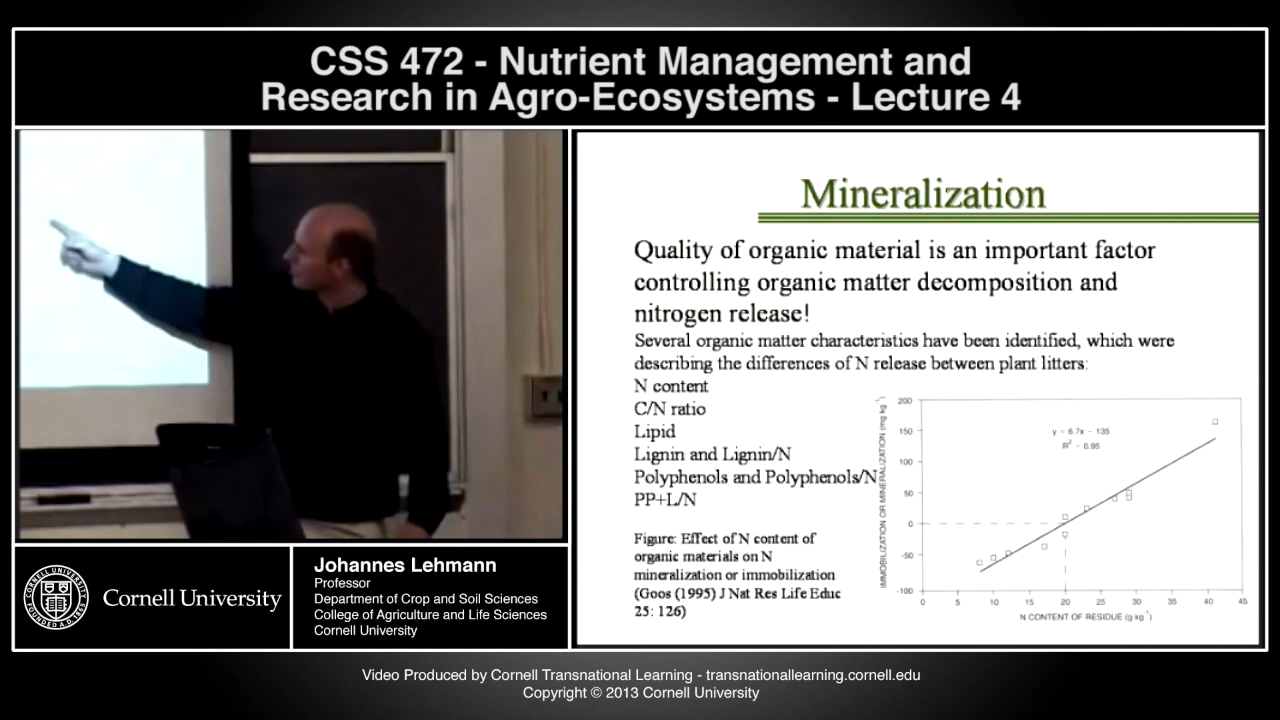 CSS 472 - Nutrient Management and
Research in Agro-Ecosystems - Lecture 4
Mineralization
Quality of organic material is an important factor
controlling organic matter decomposition and
nitrogen release!
Several organic matter characteristics have been identified, which were
describing the differences of N release between plant litters:
N content
C/N ratio
Lipid
Lignin and Lignin/N
Polyphenols and Polyphenols/N
PP+L/N
Figure: Effect of N content of
organic materials on N
mineralization or immobilization
(Goos (1995) J Nat Res Life Educ
25: 126)
IMMOBILIZATION OR MINERALIZATION (mg kg⁻¹)
200
150
100
50
0
-50
-100
y = 6.7x - 135
R² - 0.95
0 5 10 15 20 25 30 35 40 45
N CONTENT OF RESIDUE (g kg⁻¹)
CORNELL UNIVERSITY
Cornell University
Johannes Lehmann
Professor
Department of Crop and Soil Sciences
College of Agriculture and Life Sciences
Cornell University
Video Produced by Cornell Transnational Learning - transnationallearning.cornell.edu
Copyright © 2013 Cornell University